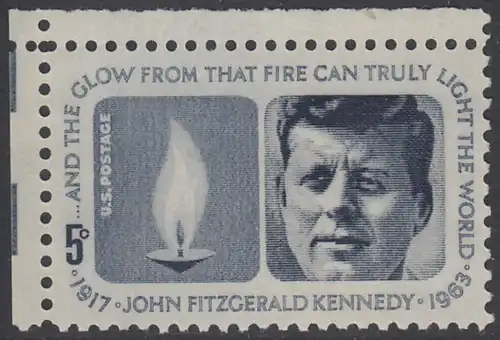 ...AND THE GLOW FROM THAT FIRE CAN TRULY LIGHT THE WORLD.
U.S. POSTAGE
5c
1917 · JOHN FITZGERALD KENNEDY · 1963